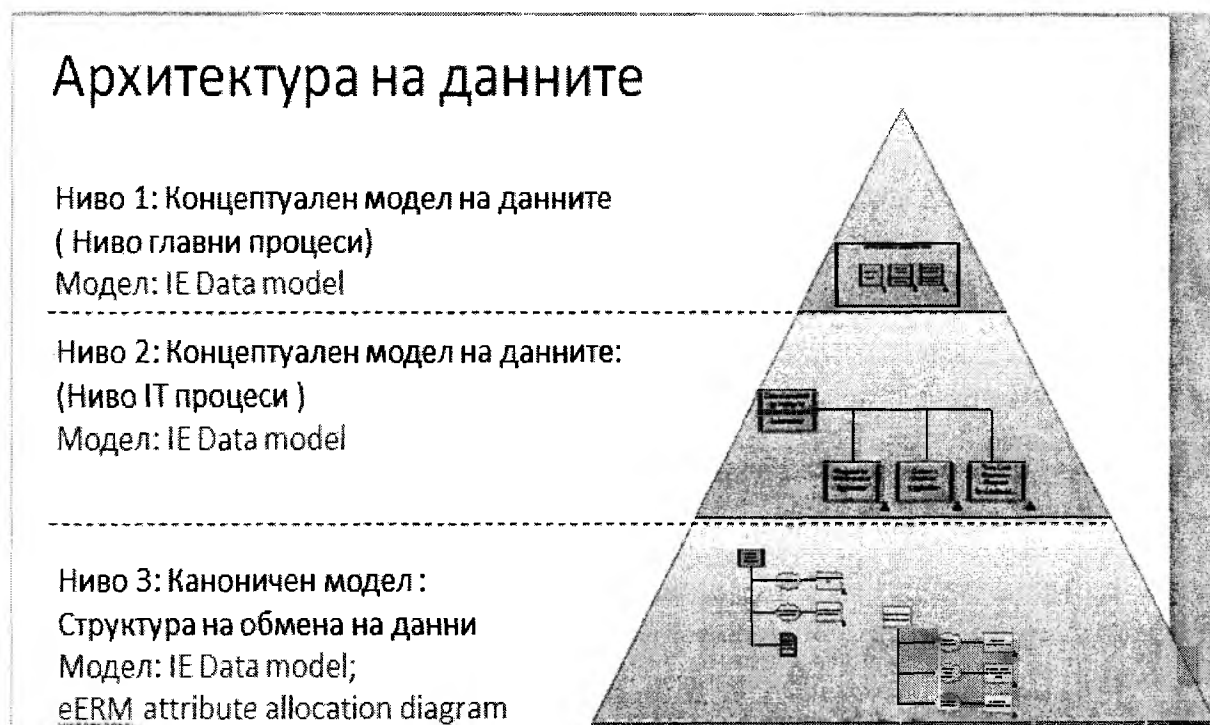 Архитектура на данните
Ниво 1: Концептуален модел на данните
( Ниво главни процеси)
Модел: IE Data model
Ниво 2: Концептуален модел на данните:
(Ниво IT процеси )
Модел: IE Data model
Ниво 3: Каноничен модел :
Структура на обмена на данни
Модел: IE Data model;
eERM attribute allocation diagram